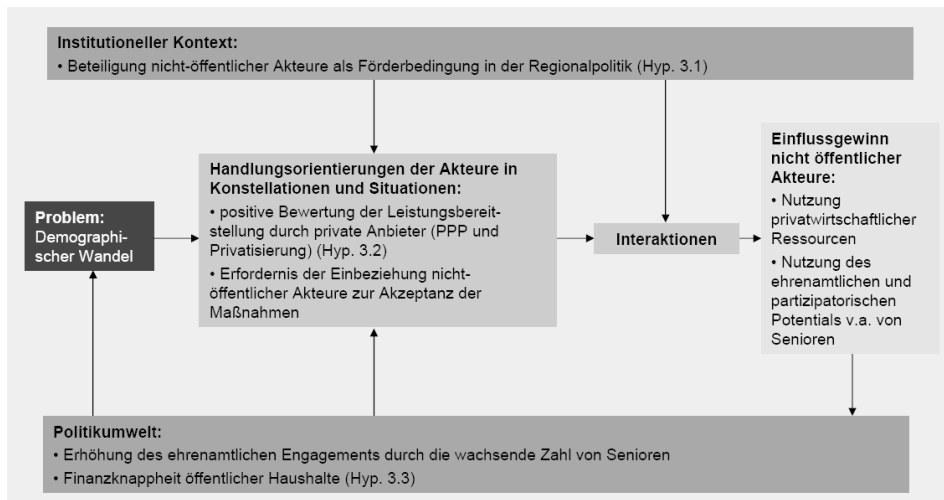 Institutioneller Kontext:
• Beteiligung nicht-öffentlicher Akteure als Förderbedingung in der Regionalpolitik (Hyp. 3.1)
Problem:
Demographi-
scher Wandel
Handlungsorientierungen der Akteure in
Konstellationen und Situationen:
• positive Bewertung der Leistungsbereit-
stellung durch private Anbieter (PPP und
Privatisierung) (Hyp. 3.2)
• Erfordernis der Einbeziehung nicht-
öffentlicher Akteure zur Akzeptanz der
Maßnahmen
Interaktionen
Einflussgewinn
nicht öffentlicher
Akteure:
• Nutzung
privatwirtschaftlicher
Ressourcen
• Nutzung des
ehrenamtlichen und
partizipatorischen
Potentials v.a. von
Senioren
Politikumwelt:
• Erhöhung des ehrenamtlichen Engagements durch die wachsende Zahl von Senioren
• Finanzknappheit öffentlicher Haushalte (Hyp. 3.3)